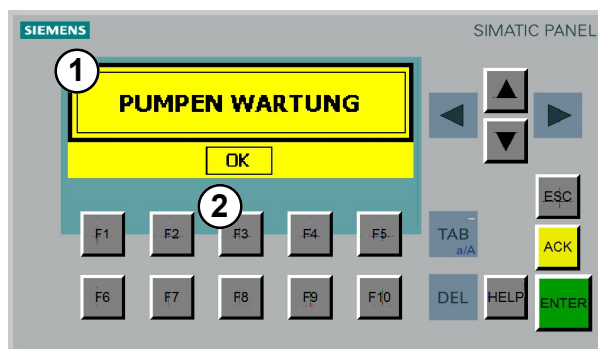 SIEMENS SIMATIC PANEL
1
PUMPEN WARTUNG
OK
2
ESC
F1 F2 F3 F4 F5 TAB a/A ACK
F6 F7 F8 F9 F10 DEL HELP ENTER